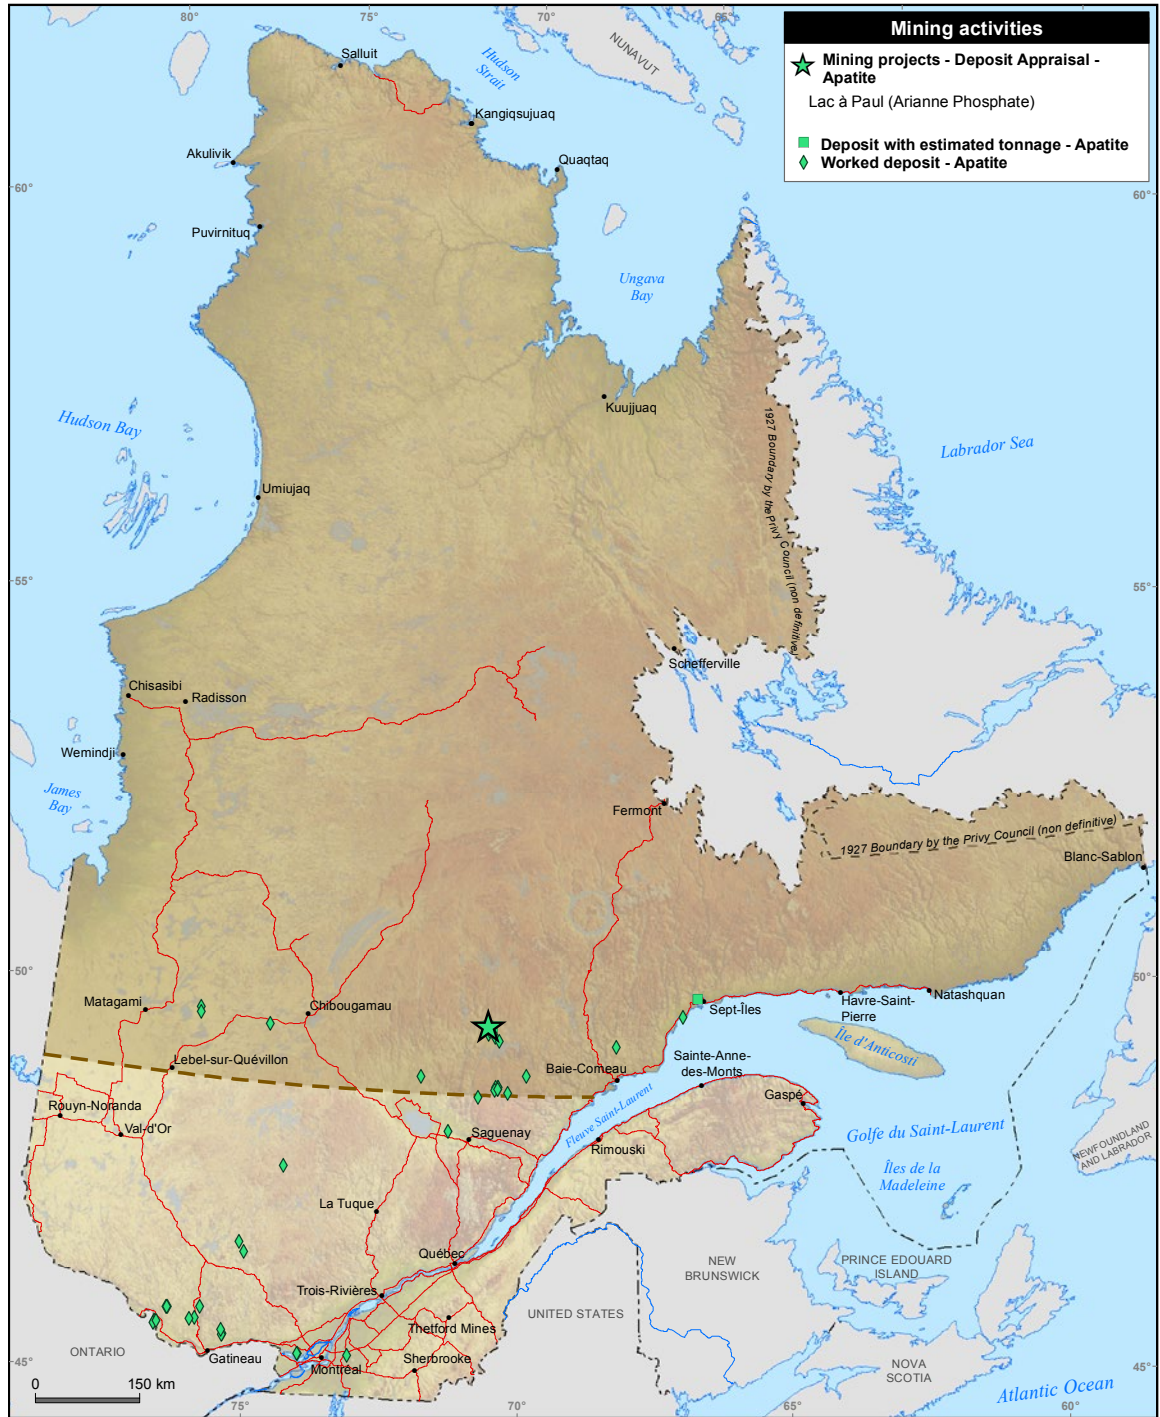 80°
75°
70°
Mining activities
Mining projects - Deposit Appraisal -
Apatite
Lac à Paul (Arianne Phosphate)
Deposit with estimated tonnage - Apatite
Worked deposit - Apatite
NUNAVUT
Hudson
Strait
Salluit
Kangiqsujuaq
Akulivik
Quaqtaq
60°
60°
Puvirnituq
Ungava
Bay
Kuujjuaq
Hudson Bay
Labrador Sea
1927 Boundary by the Privy Council (non definitive)
Umiujaq
55°
55°
Schefferville
Chisasibi
Radisson
Wemindji
James
Bay
Fermont
1927 Boundary by the Privy Council (non definitive)
Blanc-Sablon
50°
50°
Matagami
Chibougamau
Sept-Îles
Havre-Saint-
Pierre
Natashquan
Île d'Anticosti
Lebel-sur-Quévillon
Baie-Comeau
Sainte-Anne-
des-Monts
Rouyn-Noranda
Val-d'Or
Gaspé
Fleuve Saint-Laurent
Saguenay
Rimouski
Golfe du Saint-Laurent
NEWFOUNDLAND
AND LABRADOR
Îles de la
Madeleine
La Tuque
Québec
NEW
BRUNSWICK
PRINCE EDOUARD
ISLAND
Trois-Rivières
UNITED STATES
Thetford Mines
ONTARIO
Gatineau
Montréal
Sherbrooke
NOVA
SCOTIA
45°
45°
Atlantic Ocean
0
150 km
75°
70°
65°
60°